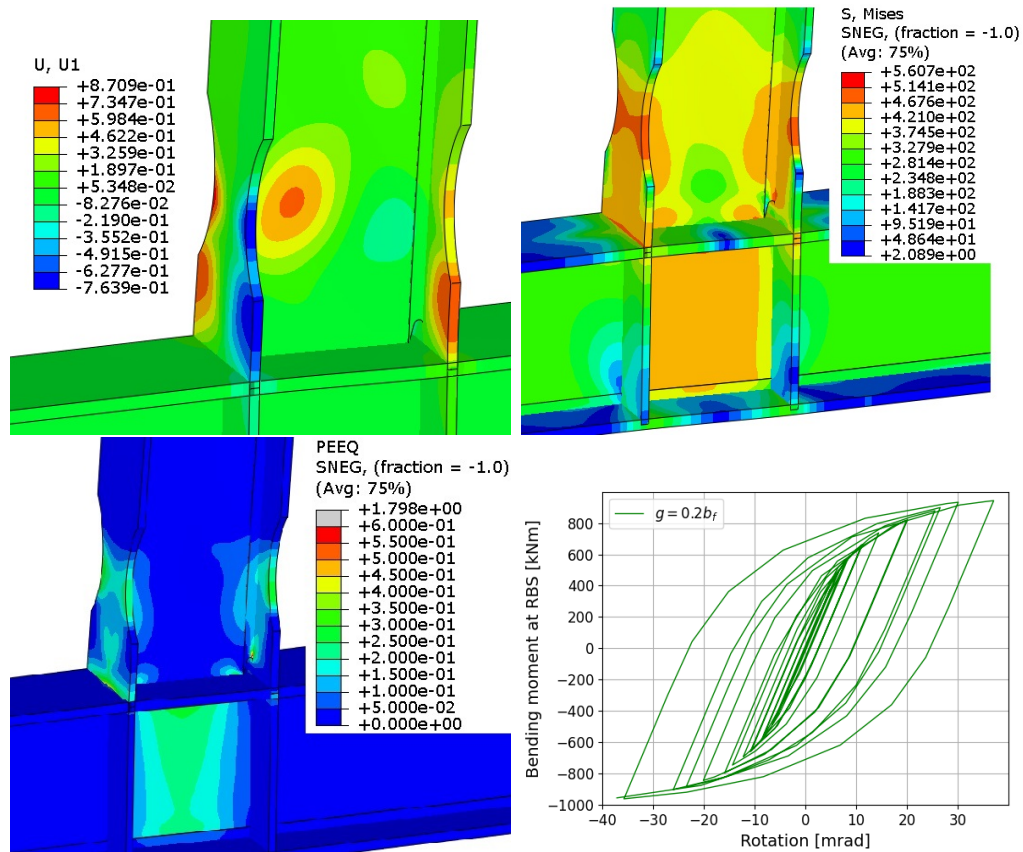 U, U1
+8.709e-01
+7.347e-01
+5.984e-01
+4.622e-01
+3.259e-01
+1.897e-01
+5.348e-02
-8.276e-02
-2.190e-01
-3.552e-01
-4.915e-01
-6.277e-01
-7.639e-01
S, Mises
SNEG, (fraction = -1.0)
(Avg: 75%)
+5.607e+02
+5.141e+02
+4.676e+02
+4.210e+02
+3.745e+02
+3.279e+02
+2.814e+02
+2.348e+02
+1.883e+02
+1.417e+02
+9.519e+01
+4.864e+01
+2.089e+00
PEEQ
SNEG, (fraction = -1.0)
(Avg: 75%)
+1.798e+00
+6.000e-01
+5.500e-01
+5.000e-01
+4.500e-01
+4.000e-01
+3.500e-01
+3.000e-01
+2.500e-01
+2.000e-01
+1.500e-01
+1.000e-01
+5.000e-02
+0.000e+00
g = 0.2b_f
Bending moment at RBS [kNm]
800
600
400
200
0
-200
-400
-600
-800
-1000
-40 -30 -20 -10 0 10 20 30
Rotation [mrad]